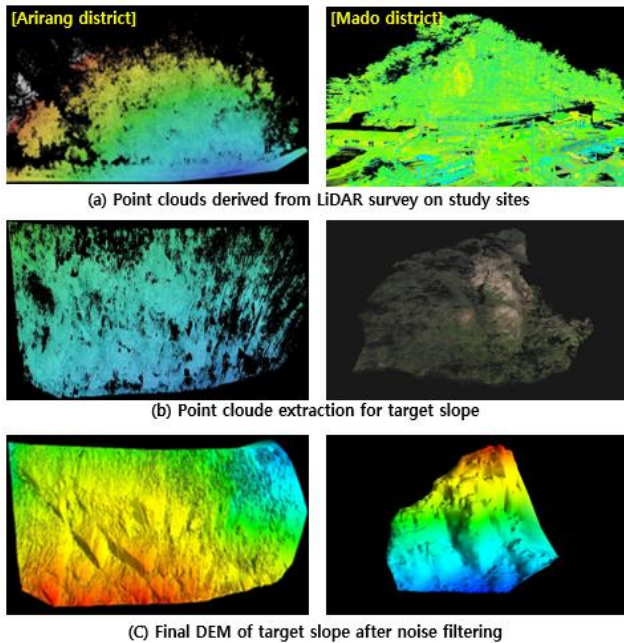 [Arirang district]
[Mado district]
(a) Point clouds derived from LiDAR survey on study sites
(b) Point cloude extraction for target slope
(C) Final DEM of target slope after noise filtering